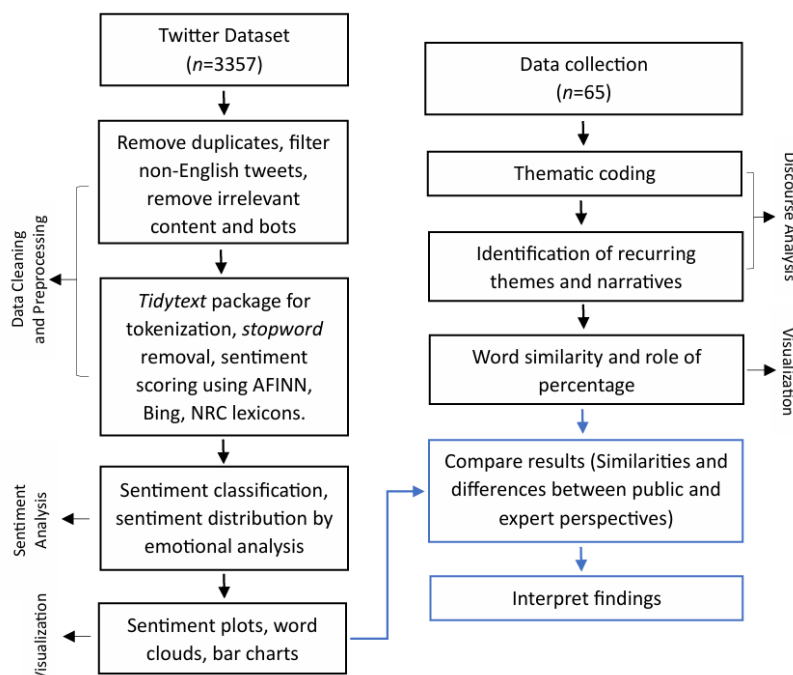 Twitter Dataset
(n=3357)
Remove duplicates, filter
non-English tweets,
remove irrelevant
content and bots
Data Cleaning
and Preprocessing
Tidytext package for
tokenization, stopword
removal, sentiment
scoring using AFINN,
Bing, NRC lexicons.
Sentiment classification,
sentiment distribution by
emotional analysis
Sentiment
Analysis
Sentiment plots, word
clouds, bar charts
Visualization
Data collection
(n=65)
Thematic coding
Identification of recurring
themes and narratives
Discourse Analysis
Word similarity and role of
percentage
Visualization
Compare results (Similarities and
differences between public and
expert perspectives)
Interpret findings